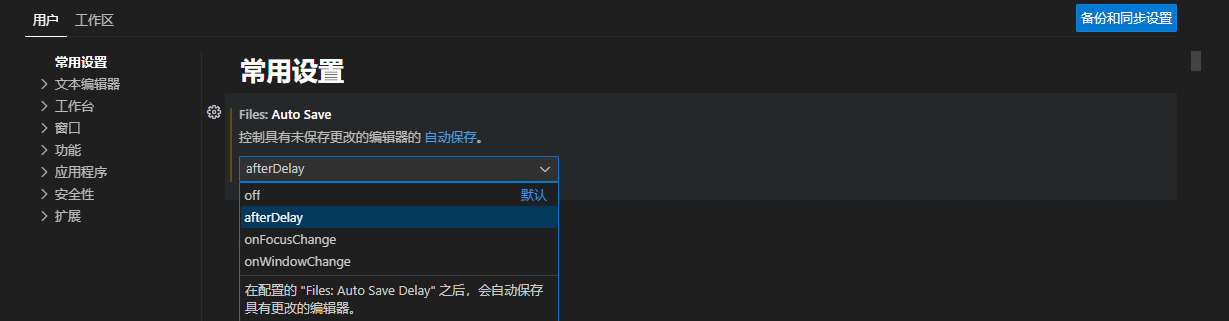 用户 工作区 备份和同步设置
常用设置
文本编辑器
工作台
窗口
功能
应用程序
安全性
扩展
常用设置
Files: Auto Save
控制具有未保存更改的编辑器的 自动保存。
afterDelay
off 默认
afterDelay
onFocusChange
onWindowChange
在配置的 "Files: Auto Save Delay" 之后，会自动保存
具有更改的编辑器。